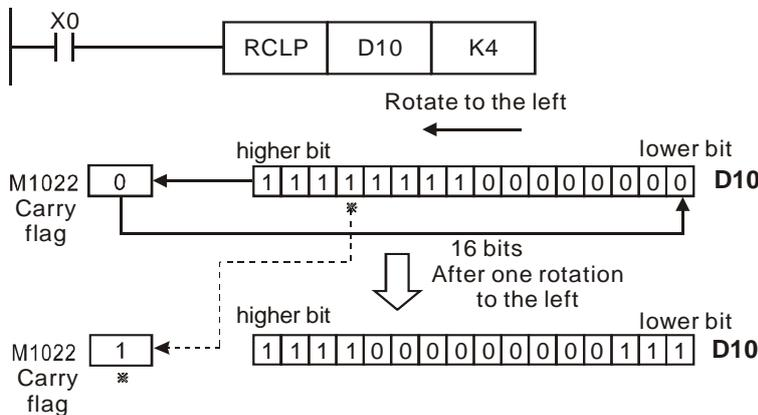 X0
RCLP D10 K4
Rotate to the left
higher bit lower bit
M1022 0 1 1 1 1 1 1 1 1 0 0 0 0 0 0 0 0 D10
Carry
flag
※
16 bits
After one rotation
to the left
higher bit lower bit
M1022 1 1 1 1 1 0 0 0 0 0 0 0 0 0 1 1 1 D10
Carry ※
flag